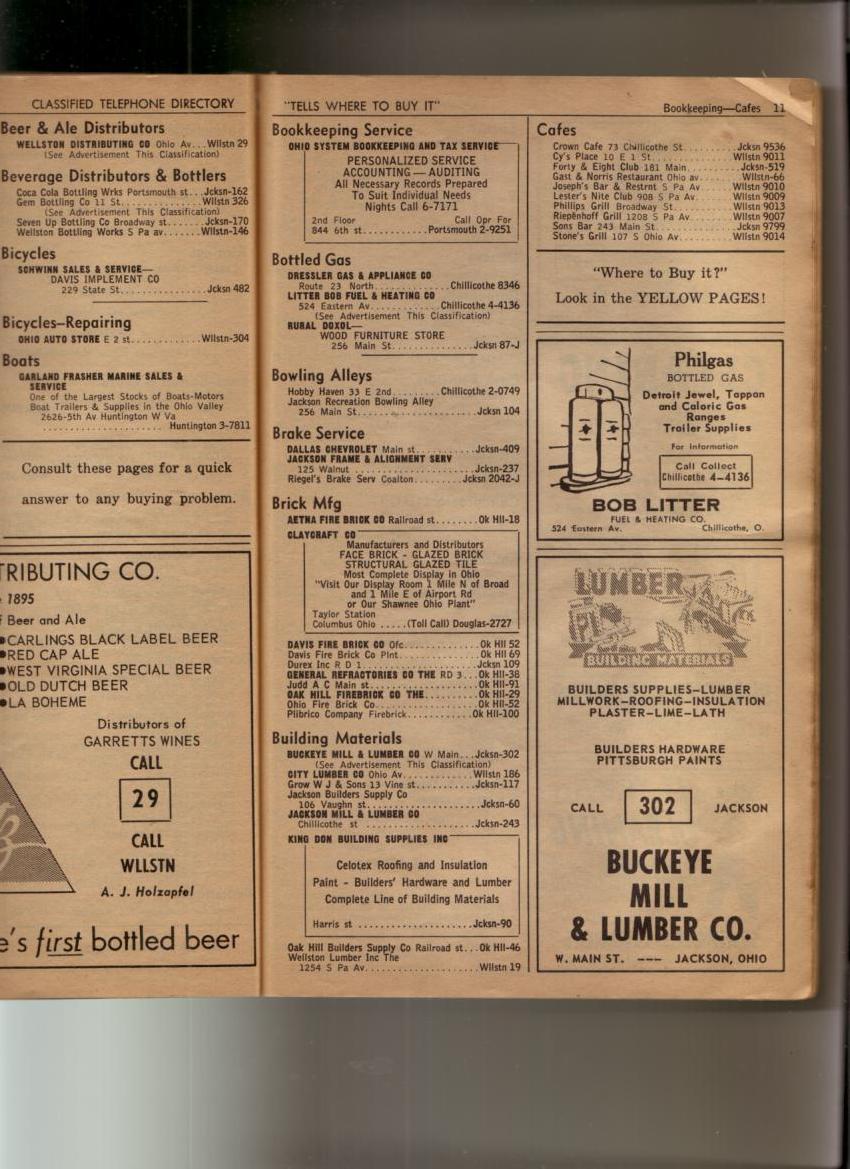 CLASSIFIED TELEPHONE DIRECTORY
Beer & Ale Distributors
WELLSTON DISTRIBUTING CO Ohio Av...Wllstn 29
(See Advertisement This Classification)
Beverage Distributors & Bottlers
Coca Cola Bottling Wrks Portsmouth st...Jcksn-162
Gem Bottling Co 11 St.............Wllstn 326
(See Advertisement This Classification)
Seven Up Bottling Co Broadway st......Jcksn-170
Wellston Bottling Works S Pa av.......Wllstn-146
Bicycles
SCHWINN SALES & SERVICE—
DAVIS IMPLEMENT CO
229 State St...............Jcksn 482
Bicycles—Repairing
OHIO AUTO STORE E 2 st............Wllstn-304
Boats
GARLAND FRASHER MARINE SALES &
SERVICE
One of the Largest Stocks of Boats-Motors
Boat Trailers & Supplies in the Ohio Valley
2626-5th Av Huntington W Va
...................... Huntington 3-7811
Consult these pages for a quick
answer to any buying problem.
TRIBUTING CO.
1895
Beer and Ale
•CARLINGS BLACK LABEL BEER
•RED CAP ALE
•WEST VIRGINIA SPECIAL BEER
•OLD DUTCH BEER
•LA BOHEME
Distributors of
GARRETTS WINES
CALL
29
CALL
WLLSTN
A. J. Holzapfel
e's first bottled beer
"TELLS WHERE TO BUY IT"
Bookkeeping—Cafes 11
Bookkeeping Service
OHIO SYSTEM BOOKKEEPING AND TAX SERVICE
PERSONALIZED SERVICE
ACCOUNTING — AUDITING
All Necessary Records Prepared
To Suit Individual Needs
Nights Call 6-7171
2nd Floor Call Opr For
844 6th st............Portsmouth 2-9251
Bottled Gas
DRESSLER GAS & APPLIANCE CO
Route 23 North..............Chillicothe 8346
LITTER BOB FUEL & HEATING CO
524 Eastern Av............Chillicothe 4-4136
(See Advertisement This Classification)
RURAL DOXOL—
WOOD FURNITURE STORE
256 Main St..............Jcksn 87-J
Bowling Alleys
Hobby Haven 33 E 2nd.........Chillicothe 2-0749
Jackson Recreation Bowling Alley
256 Main St....................Jcksn 104
Brake Service
DALLAS CHEVROLET Main st...........Jcksn-409
JACKSON FRAME & ALIGNMENT SERV
125 Walnut ....................Jcksn-237
Riegel's Brake Serv Coalton........Jcksn 2042-J
Brick Mfg
AETNA FIRE BRICK CO Railroad st........Ok Hll-18
CLAYCRAFT CO
Manufacturers and Distributors
FACE BRICK - GLAZED BRICK
STRUCTURAL GLAZED TILE
Most Complete Display in Ohio
"Visit Our Display Room 1 Mile N of Broad
and 1 Mile E of Airport Rd
or Our Shawnee Ohio Plant"
Taylor Station
Columbus Ohio .....(Toll Call) Douglas-2727
DAVIS FIRE BRICK CO Ofc.............Ok Hll 52
Davis Fire Brick Co Plnt.............Ok Hll 69
Durex Inc R D 1....................Jcksn 109
GENERAL REFRACTORIES CO THE RD 3...Ok Hll-38
Judd A C Main st..................Ok Hll-91
OAK HILL FIREBRICK CO THE.........Ok Hll-29
Ohio Fire Brick Co.................Ok Hll-52
Plibrico Company Firebrick...........Ok Hll-100
Building Materials
BUCKEYE MILL & LUMBER CO W Main...Jcksn-302
(See Advertisement This Classification)
CITY LUMBER CO Ohio Av............Wllstn 186
Grow W J & Sons 13 Vine st..........Jcksn-117
Jackson Builders Supply Co
106 Vaughn st...................Jcksn-60
JACKSON MILL & LUMBER CO
Chillicothe st ...................Jcksn-243
KING DON BUILDING SUPPLIES INC
Celotex Roofing and Insulation
Paint - Builders' Hardware and Lumber
Complete Line of Building Materials
Harris st ......................Jcksn-90
Oak Hill Builders Supply Co Railroad st...Ok Hll-46
Wellston Lumber Inc The
1254 S Pa Av....................Wllstn 19
Cafes
Crown Cafe 73 Chillicothe St..........Jcksn 9536
Cy's Place 10 E 1 St..............Wllstn 9011
Forty & Eight Club 181 Main..........Jcksn-519
Gast & Norris Restaurant Ohio av.......Wllstn-66
Joseph's Bar & Restrnt S Pa Av......Wllstn 9010
Lester's Nite Club 908 S Pa Av......Wllstn 9009
Phillips Grill Broadway St...........Wllstn 9013
Riepenhoff Grill 1208 S Pa Av.......Wllstn 9007
Sons Bar 243 Main St...............Jcksn 9799
Stone's Grill 107 S Ohio Av..........Wllstn 9014
"Where to Buy it?"
Look in the YELLOW PAGES!
Philgas
BOTTLED GAS
Detroit Jewel, Tappan
and Caloric Gas
Ranges
Trailer Supplies
For Information
Call Collect
Chillicothe 4-4136
BOB LITTER
FUEL & HEATING CO.
524 Eastern Av. Chillicothe, O.
LUMBER
BUILDING MATERIALS
BUILDERS SUPPLIES—LUMBER
MILLWORK—ROOFING—INSULATION
PLASTER—LIME—LATH
BUILDERS HARDWARE
PITTSBURGH PAINTS
CALL 302 JACKSON
BUCKEYE
MILL
& LUMBER CO.
W. MAIN ST. --- JACKSON, OHIO